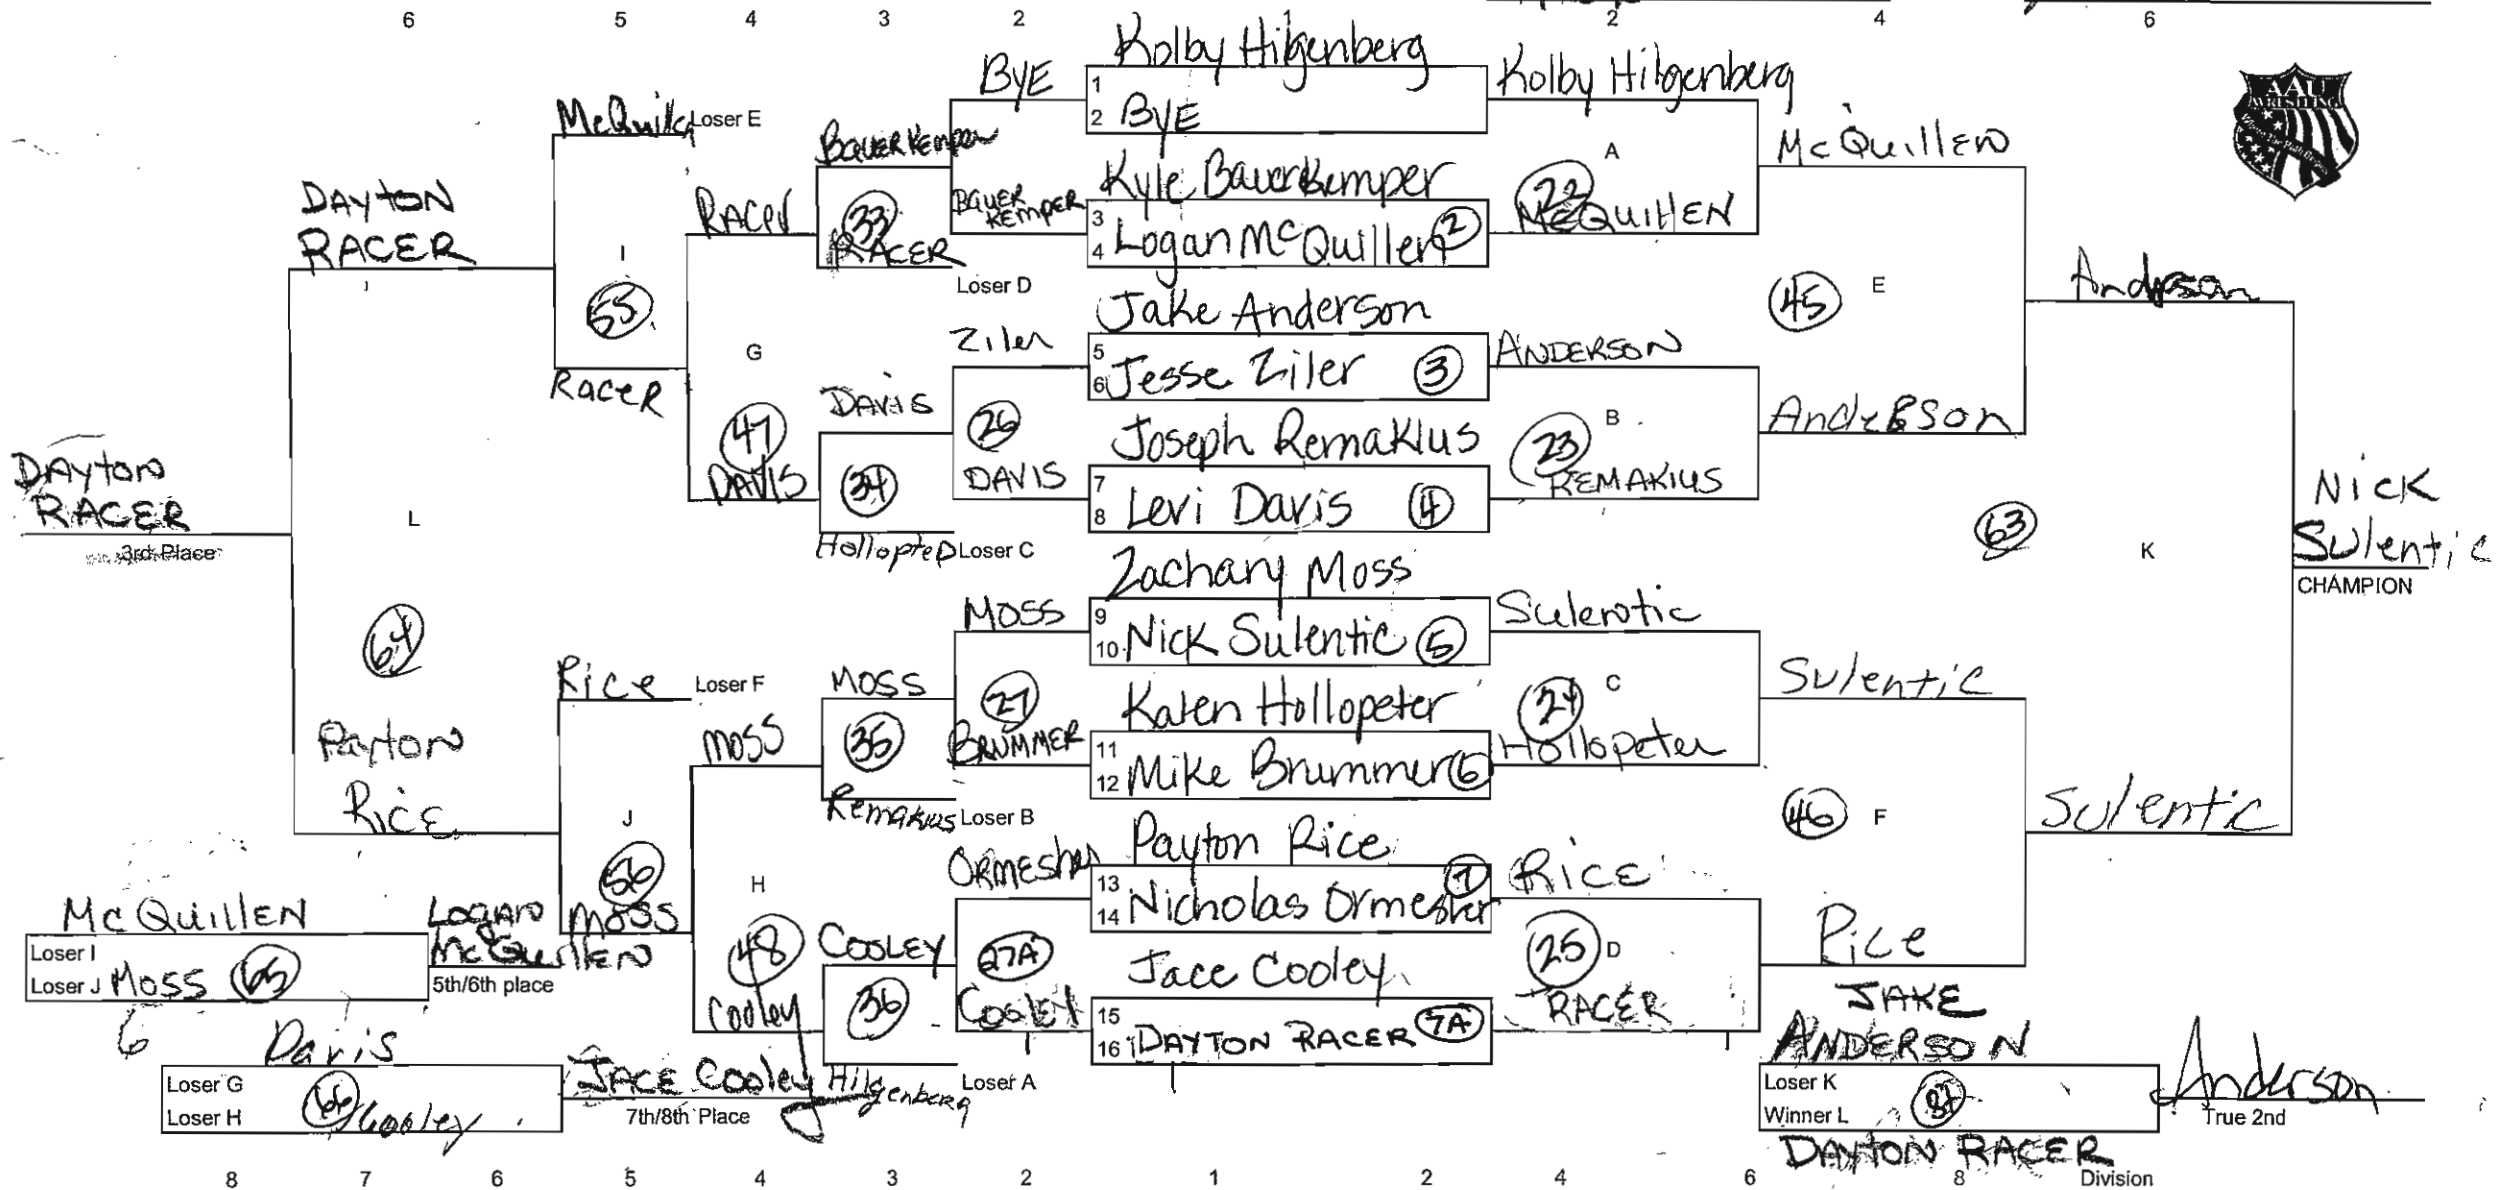 6 5 4 3 2 1 2 4 6
Kolby Hilgenberg
BYE
1
2 BYE
Kolby Hilgenberg
AAU
WRESTLING
McQuillen
Loser E
BauerKemper
Kyle BauerKemper
A
McQuillen
DAYTON
RACER
RACER
33
BAUER
KEMPER
3
4 Logan McQuillen 2
22
McQUILLEN
RACER
Loser D
I
55
Jake Anderson
45
E
Anderson
G
Ziler
5
6 Jesse Ziler 3
ANDERSON
RacER
47
DAVIS
26
Joseph Remaklus
23
B
Anderson
DAYTON
RACER
3rd Place
L
DAVIS
34
DAVIS
7
8 Levi Davis 4
REMAKIUS
63
K
NICK
Sulentic
CHAMPION
Hollopter
Loser C
Zachary Moss
64
MOSS
9
10 Nick Sulentic 5
Sulentic
Rice
Loser F
MOSS
27
Kalen Hollopeter
24
C
Sulentic
Payton
Rice
MOSS
35
BRUMMER
11
12 Mike Brummer 6
Hollopeter
Remakius
Loser B
J
56
Payton Rice
46
F
Sulentic
H
ORMESHER
13
14 Nicholas Ormesher 7
RICE
McQUILLEN
Loser I
Loser J MOSS 65
LOGAN
McQuillEN
5th/6th place
MOSS
48
COOLEY
27A
Jace Cooley
25
D
Rice
6
Cooley
36
COOLEY
15
16 DAYTON RACER 7A
RACER
Davis
Loser G
Loser H
66
Cooley
JACE Cooley
7th/8th Place
Hilgenberg
Loser A
JAKE
ANDERSON
Loser K
Winner L
DAYTON RACER
Anderson
True 2nd
8 7 6 5 4 3 2 1 2 4 6 8 Division